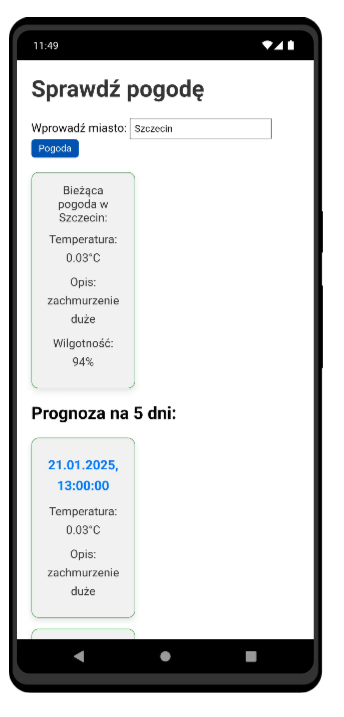 11:49
Sprawdź pogodę
Wprowadź miasto: Szczecin
Pogoda
Bieżąca
pogoda w
Szczecin:
Temperatura:
0.03°C
Opis:
zachmurzenie
duże
Wilgotność:
94%
Prognoza na 5 dni:
21.01.2025,
13:00:00
Temperatura:
0.03°C
Opis:
zachmurzenie
duże